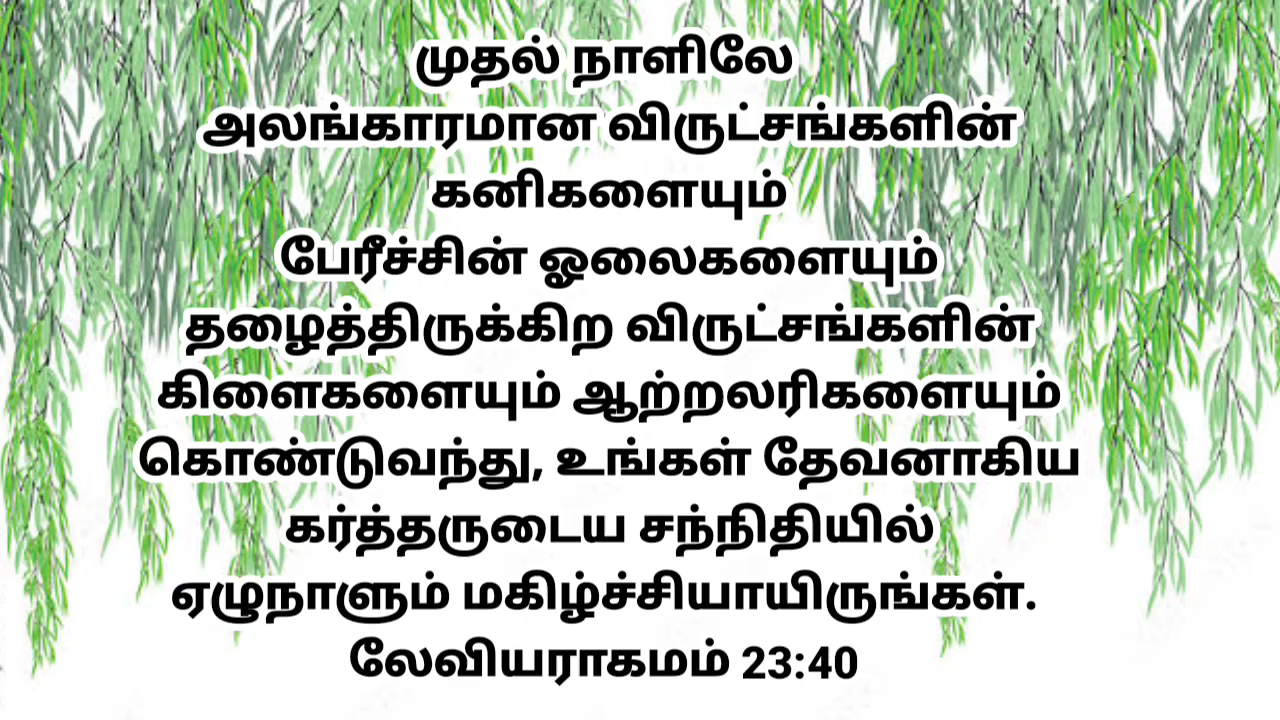 முதல் நாளிலே
அலங்காரமான விருட்சங்களின்
கனிகளையும்
பேரீச்சின் ஓலைகளையும்
தழைத்திருக்கிற விருட்சங்களின்
கிளைகளையும் ஆற்றலரிகளையும்
கொண்டுவந்து, உங்கள் தேவனாகிய
கர்த்தருடைய சந்நிதியில்
ஏழுநாளும் மகிழ்ச்சியாயிருங்கள்.
லேவியராகமம் 23:40